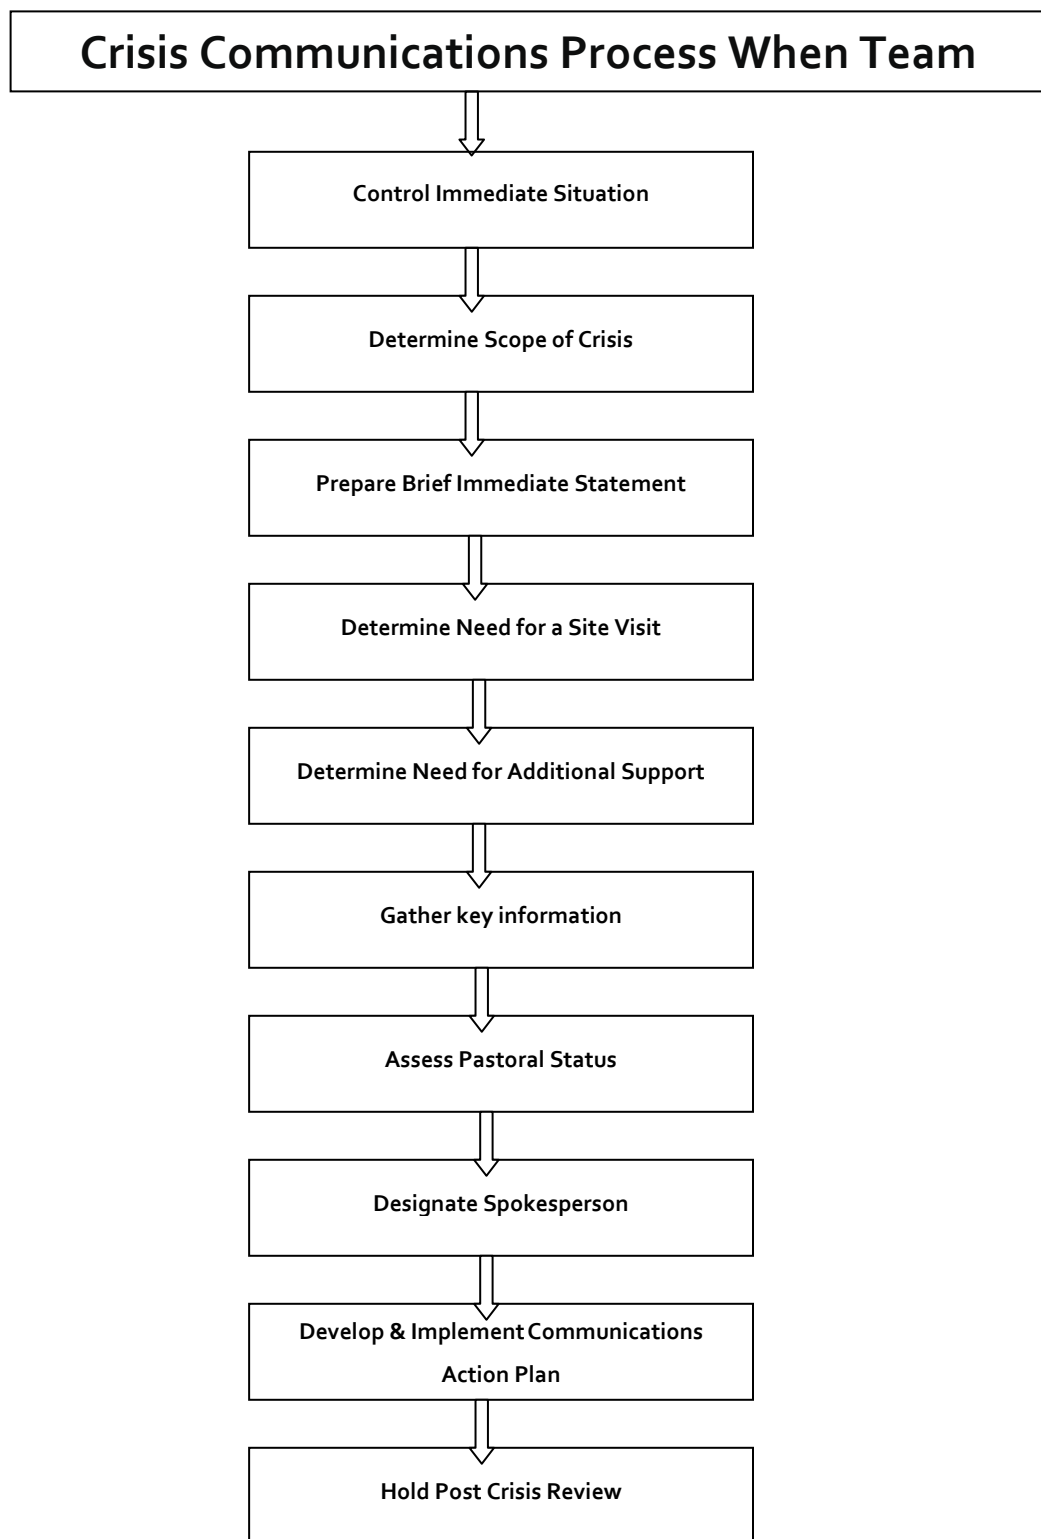 Crisis Communications Process When Team
Control Immediate Situation
Determine Scope of Crisis
Prepare Brief Immediate Statement
Determine Need for a Site Visit
Determine Need for Additional Support
Gather key information
Assess Pastoral Status
Designate Spokesperson
Develop & Implement Communications
Action Plan
Hold Post Crisis Review